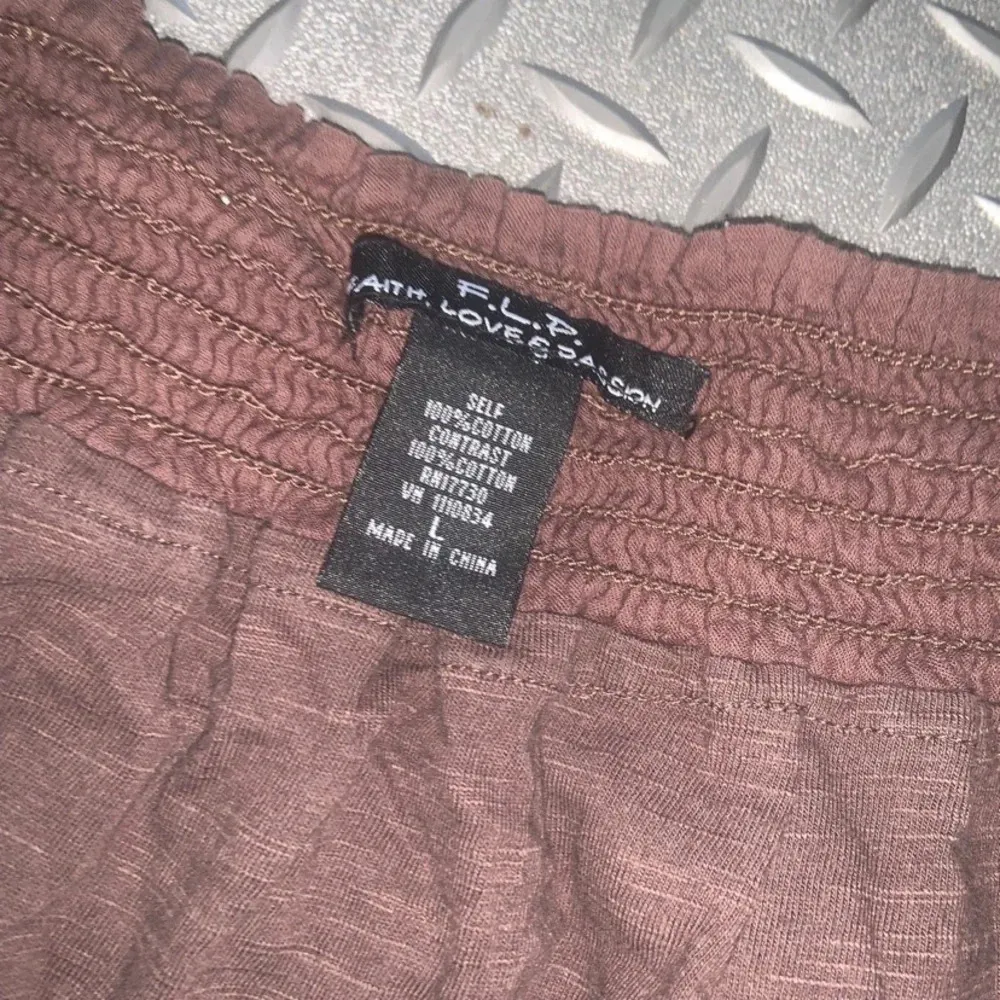 F.L.P.
FAITH. LOVE & PASSION
SELF
100%COTTON
CONTRAST
100%COTTON
RN17730
VN 1110834
L
MADE IN CHINA